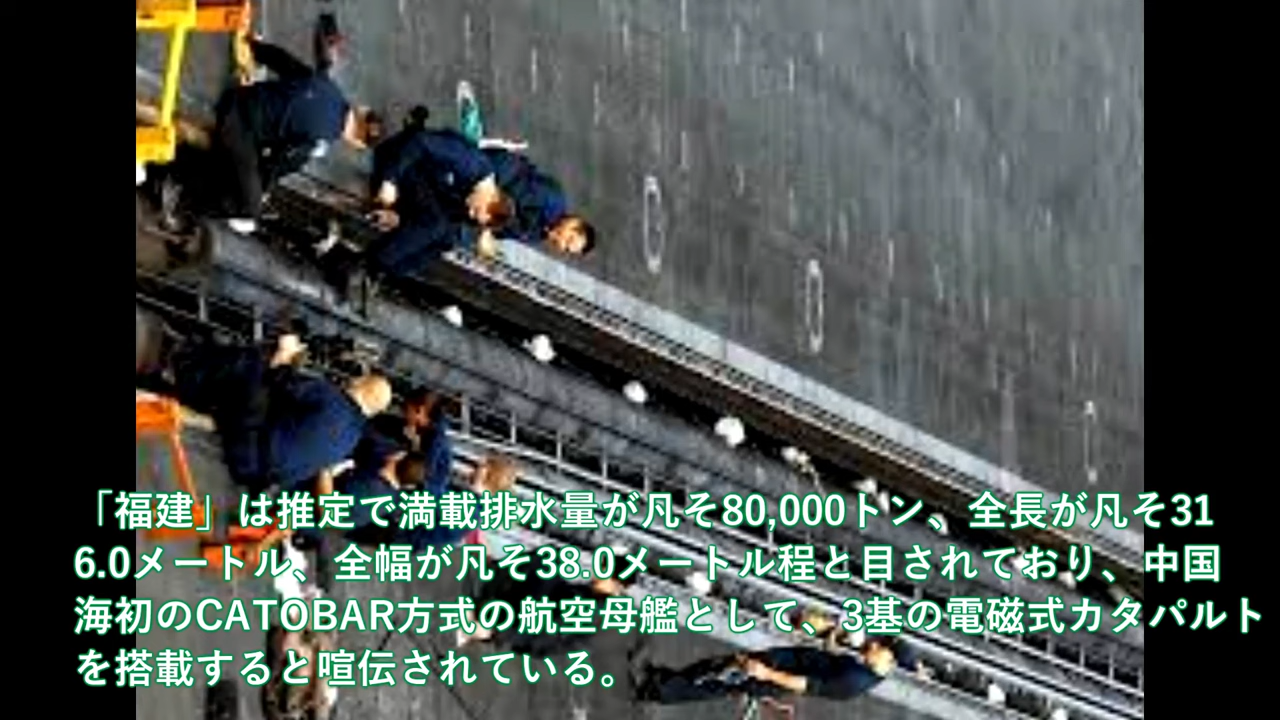 「福建」は推定で満載排水量が凡そ80,000トン、全長が凡そ31
6.0メートル、全幅が凡そ38.0メートル程と目されており、中国
海初のCATOBAR方式の航空母艦として、3基の電磁式カタパルト
を搭載すると喧伝されている。